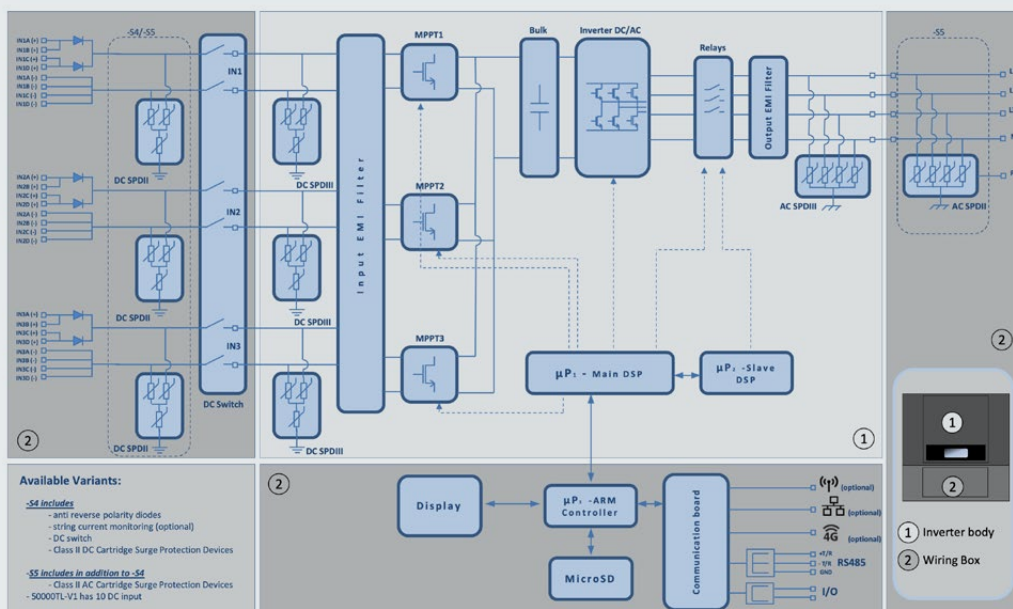 -S4/-S5
IN1A (+)
IN1B (+)
IN1C (+)
IN1D (+)
IN1A (-)
IN1B (-)
IN1C (-)
IN1D (-)
IN1
DC SPDII
DC SPDIII
IN2A (+)
IN2B (+)
IN2C (+)
IN2D (+)
IN2A (-)
IN2B (-)
IN2C (-)
IN2D (-)
IN2
DC SPDII
DC SPDIII
IN3A (+)
IN3B (+)
IN3C (+)
IN3D (+)
IN3A (-)
IN3B (-)
IN3C (-)
IN3D (-)
IN3
DC Switch
DC SPDII
DC SPDIII
2
Input EMI Filter
MPPT1
MPPT2
MPPT3
Bulk
Inverter DC/AC
Relays
Output EMI Filter
AC SPDIII
-S5
AC SPDII
L
L
L
2
µP1 - Main DSP
µP2 -Slave DSP
1
Available Variants:
-S4 includes
- anti reverse polarity diodes
- string current monitoring (optional)
- DC switch
- Class II DC Cartridge Surge Protection Devices
-S5 includes in addition to -S4
- Class II AC Cartridge Surge Protection Devices
- 50000TL-V1 has 10 DC input
2
Display
µP3 -ARM
Controller
MicroSD
Communication board
(optional)
(optional)
4G (optional)
+T/R
- T/R RS485
GND
I/O
1
2
1 Inverter body
2 Wiring Box